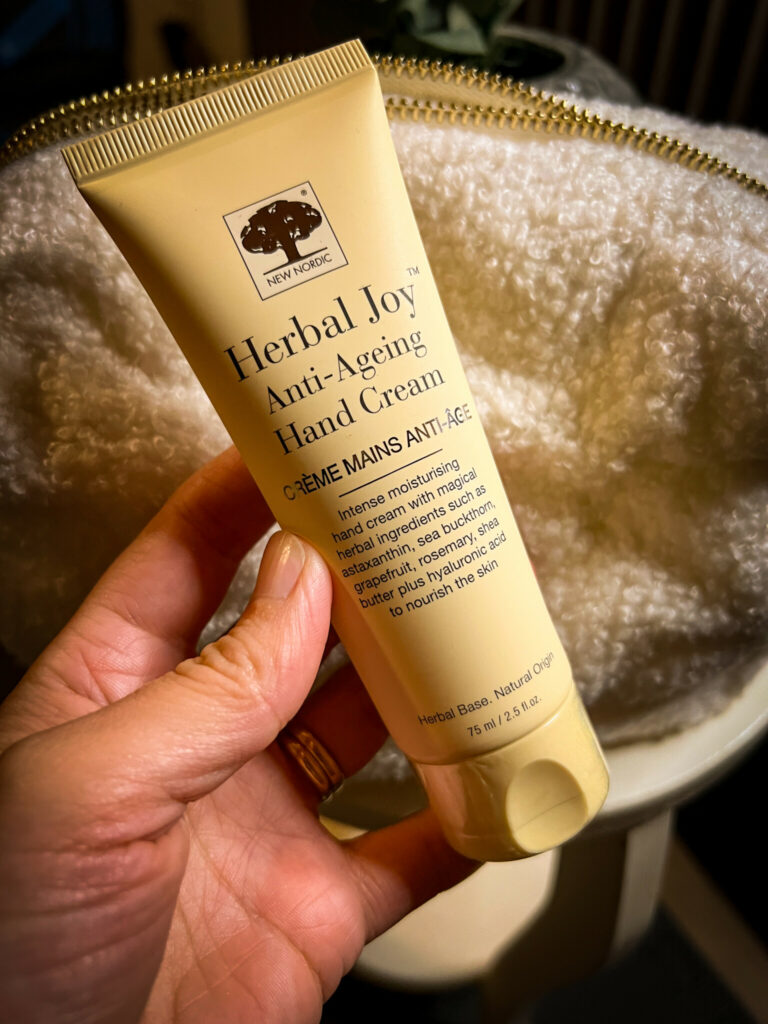 ®
NEW NORDIC
Herbal Joy™
Anti-Ageing
Hand Cream
CRÈME MAINS ANTI-ÂGE
Intense moisturising
hand cream with magical
herbal ingredients such as
astaxanthin, sea buckthorn,
grapefruit, rosemary, shea
butter plus hyaluronic acid
to nourish the skin
Herbal Base. Natural Origin
75 ml / 2.5 fl.oz.